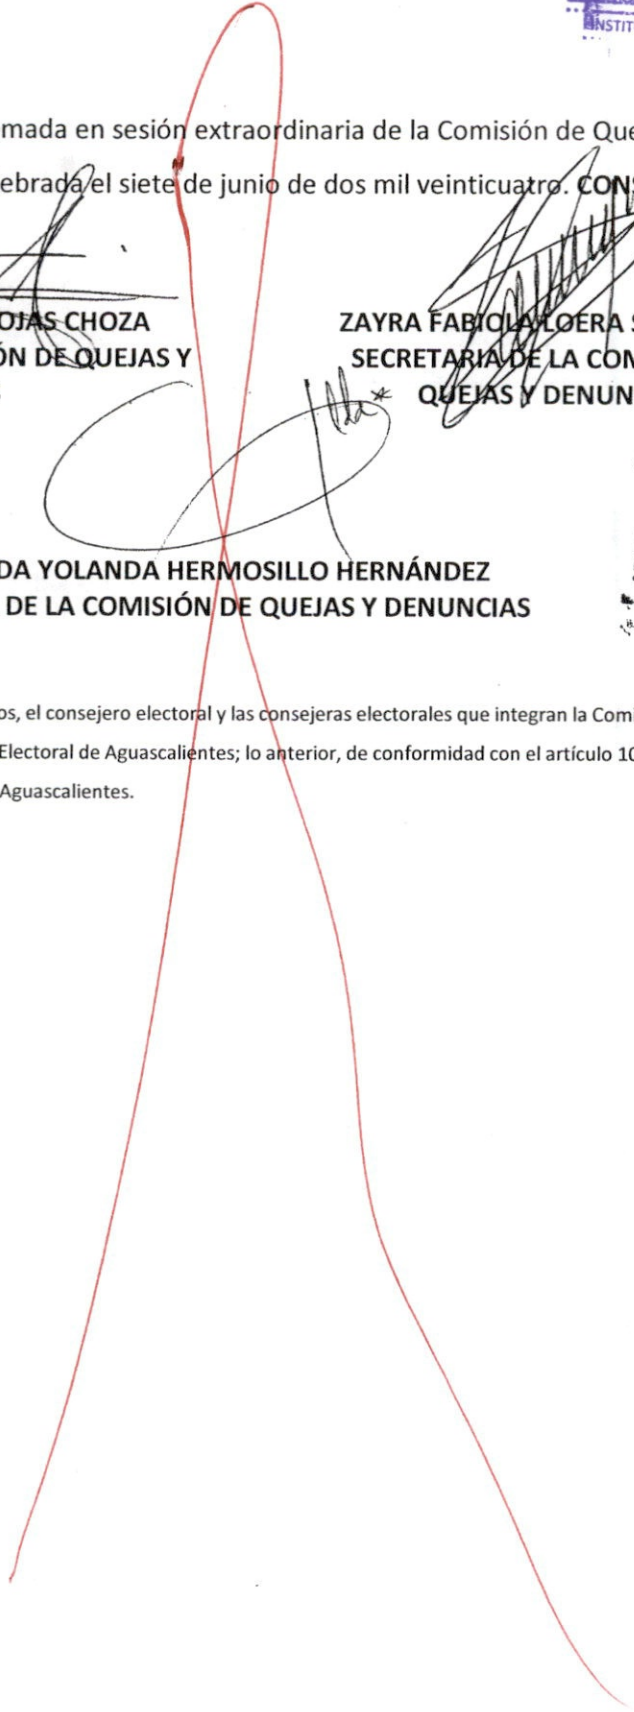 INSTIT
mada en sesión extraordinaria de la Comisión de Que
ebrada el siete de junio de dos mil veinticuatro. CONS
OJAS CHOZA
ZAYRA FABIOLA LOERA S
ÓN DE QUEJAS Y
SECRETARIA DE LA COM
QUEJAS Y DENUN
DA YOLANDA HERMOSILLO HERNÁNDEZ
DE LA COMISIÓN DE QUEJAS Y DENUNCIAS
os, el consejero electoral y las consejeras electorales que integran la Comi
Electoral de Aguascalientes; lo anterior, de conformidad con el artículo 10
Aguascalientes.